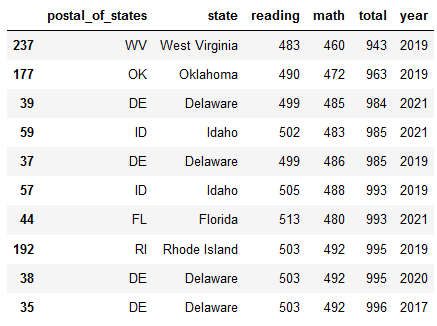 postal_of_states state reading math total year
237 WV West Virginia 483 460 943 2019
177 OK Oklahoma 490 472 963 2019
39 DE Delaware 499 485 984 2021
59 ID Idaho 502 483 985 2021
37 DE Delaware 499 486 985 2019
57 ID Idaho 505 488 993 2019
44 FL Florida 513 480 993 2021
192 RI Rhode Island 503 492 995 2019
38 DE Delaware 503 492 995 2020
35 DE Delaware 503 492 996 2017